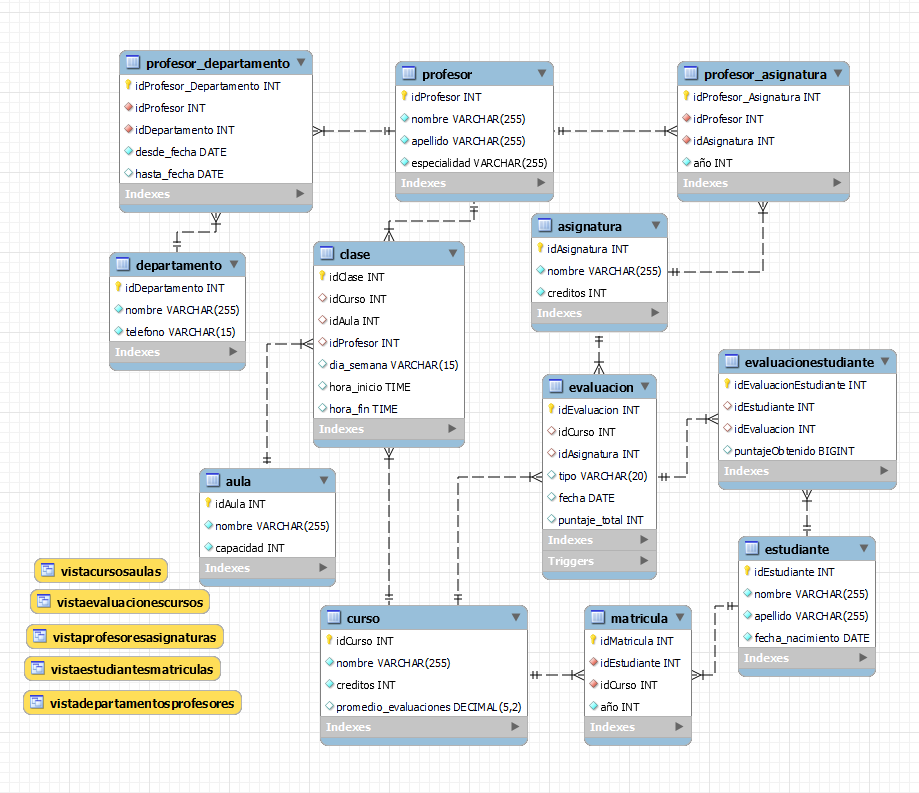 profesor_departamento
idProfesor_Departamento INT
idProfesor INT
idDepartamento INT
desde_fecha DATE
hasta_fecha DATE
Indexes
profesor
idProfesor INT
nombre VARCHAR(255)
apellido VARCHAR(255)
especialidad VARCHAR(255)
Indexes
profesor_asignatura
idProfesor_Asignatura INT
idProfesor INT
idAsignatura INT
año INT
Indexes
departamento
idDepartamento INT
nombre VARCHAR(255)
telefono VARCHAR(15)
Indexes
clase
idClase INT
idCurso INT
idAula INT
idProfesor INT
dia_semana VARCHAR(15)
hora_inicio TIME
hora_fin TIME
Indexes
asignatura
idAsignatura INT
nombre VARCHAR(255)
creditos INT
Indexes
evaluacion
idEvaluacion INT
idCurso INT
idAsignatura INT
tipo VARCHAR(20)
fecha DATE
puntaje_total INT
Indexes
Triggers
evaluacionestudiante
idEvaluacionEstudiante INT
idEstudiante INT
idEvaluacion INT
puntajeObtenido BIGINT
Indexes
aula
idAula INT
nombre VARCHAR(255)
capacidad INT
Indexes
estudiante
idEstudiante INT
nombre VARCHAR(255)
apellido VARCHAR(255)
fecha_nacimiento DATE
Indexes
vistacursosaulas
vistaevaluacionescursos
vistaprofesoresasignaturas
vistaestudiantesmatriculas
vistadepartamentosprofesores
curso
idCurso INT
nombre VARCHAR(255)
creditos INT
promedio_evaluaciones DECIMAL(5,2)
Indexes
matricula
idMatricula INT
idEstudiante INT
idCurso INT
año INT
Indexes